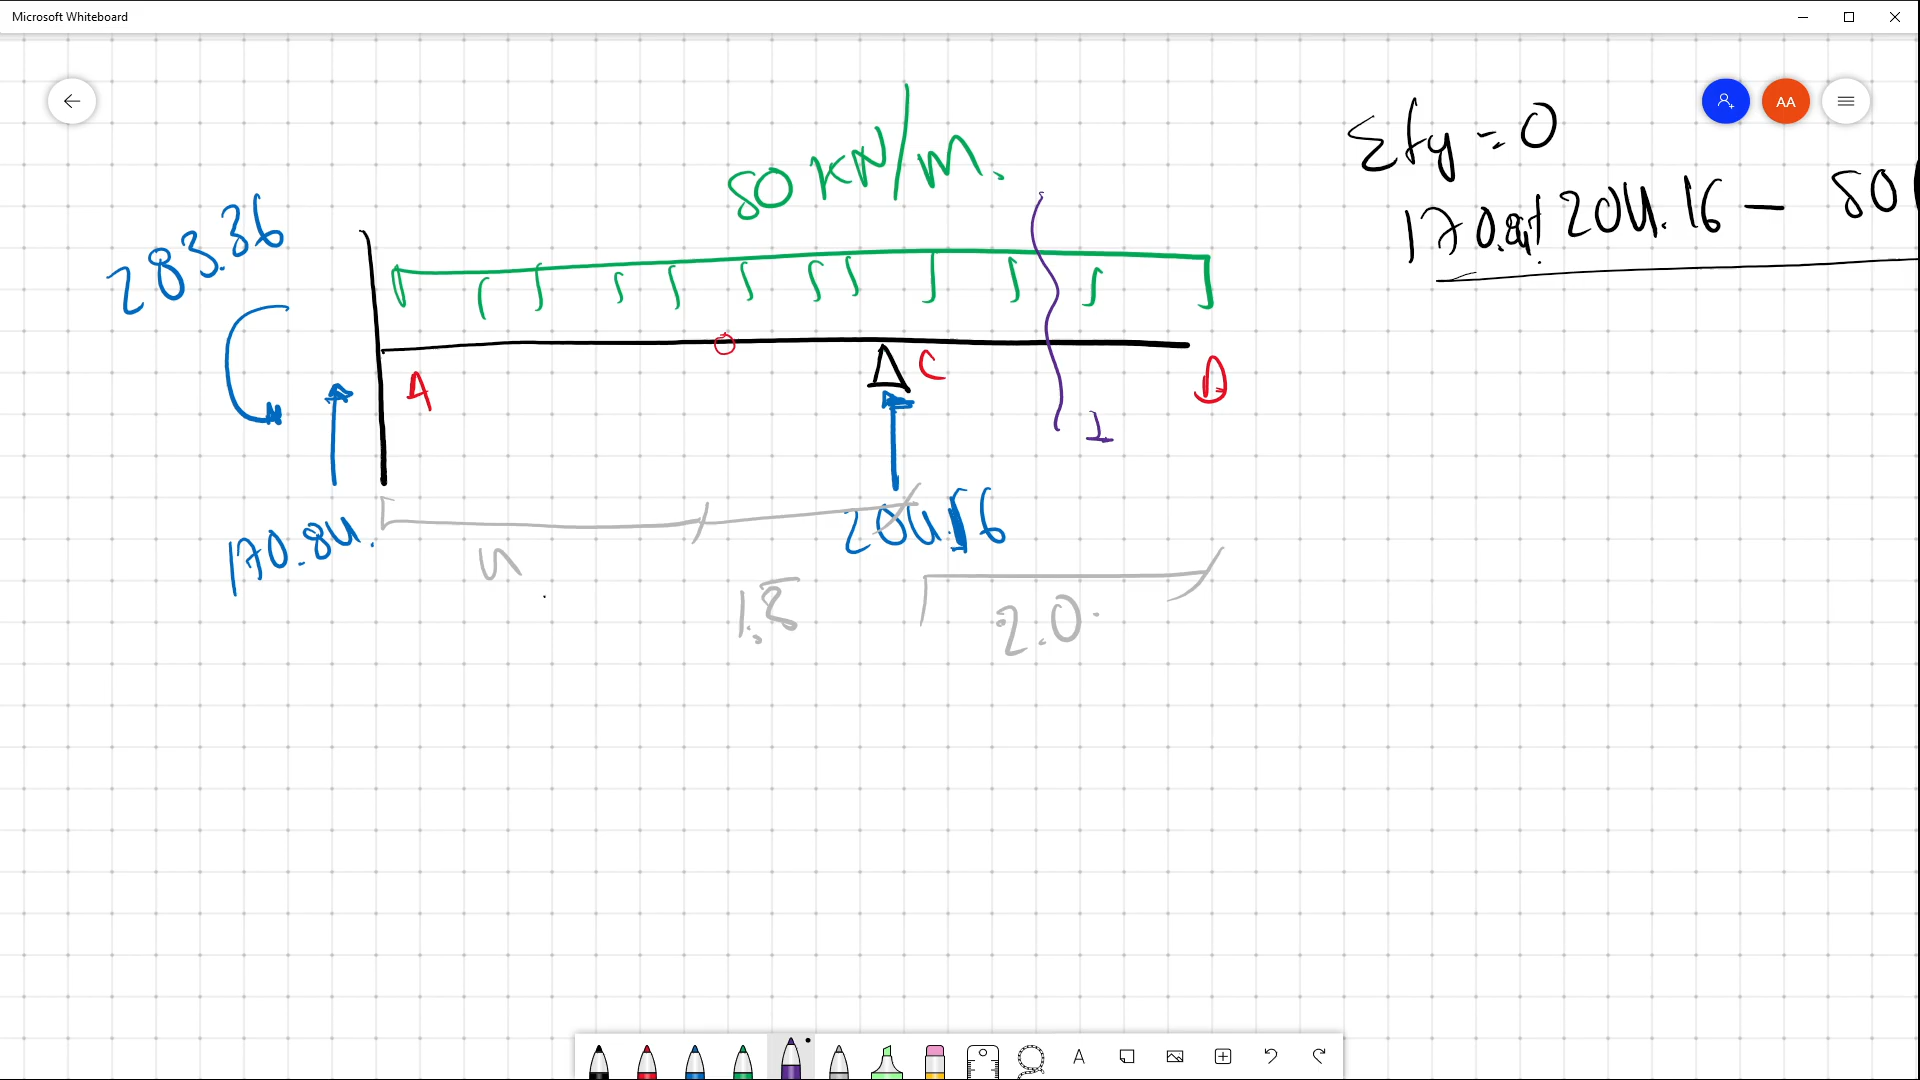 Microsoft Whiteboard
AA
Σfy = 0
170.84 + 204.16 - 80
80 KN/m.
283.36
A
C
D
1
170.84.
204.16
4
1.8
2.0
A